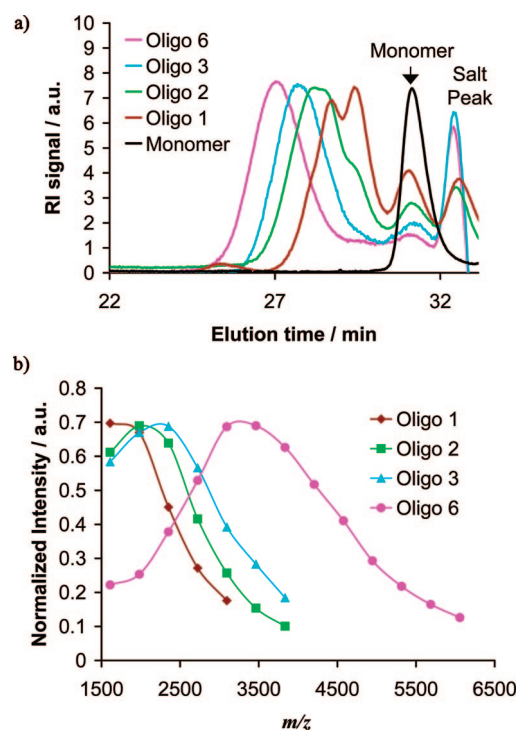 a)
10
9
8
7
6
5
4
3
2
1
0
RI signal / a.u.
Oligo 6
Oligo 3
Oligo 2
Oligo 1
Monomer
Monomer
Salt
Peak
22 27 32
Elution time / min
b)
0.8
0.7
0.6
0.5
0.4
0.3
0.2
0.1
0
Normalized Intensity / a.u.
Oligo 1
Oligo 2
Oligo 3
Oligo 6
1500 2500 3500 4500 5500 6500
m/z